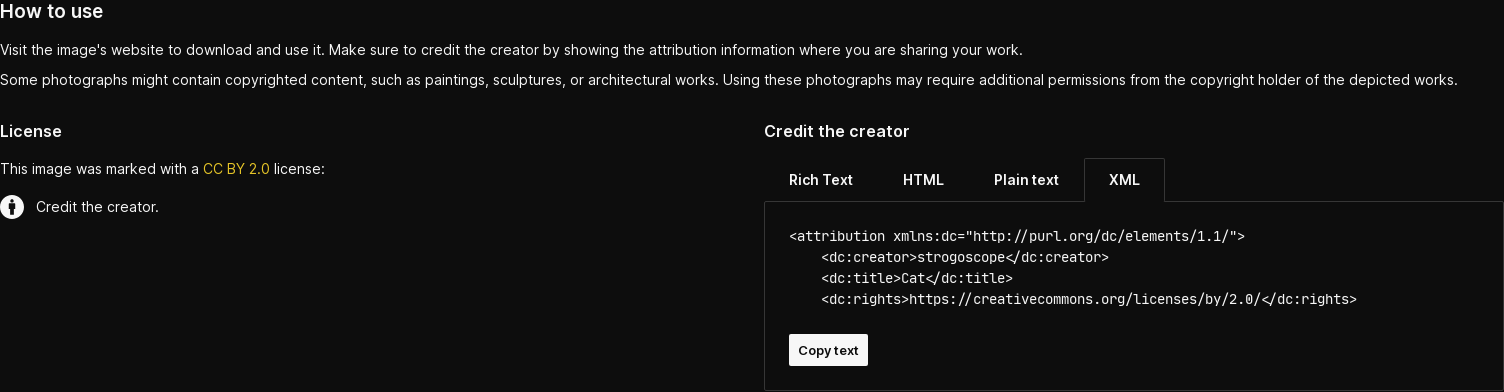 How to use
Visit the image's website to download and use it. Make sure to credit the creator by showing the attribution information where you are sharing your work.
Some photographs might contain copyrighted content, such as paintings, sculptures, or architectural works. Using these photographs may require additional permissions from the copyright holder of the depicted works.
License
This image was marked with a CC BY 2.0 license:
Credit the creator.
Credit the creator
Rich Text HTML Plain text XML
<attribution xmlns:dc="http://purl.org/dc/elements/1.1/">
    <dc:creator>strogoscope</dc:creator>
    <dc:title>Cat</dc:title>
    <dc:rights>https://creativecommons.org/licenses/by/2.0/</dc:rights>
Copy text